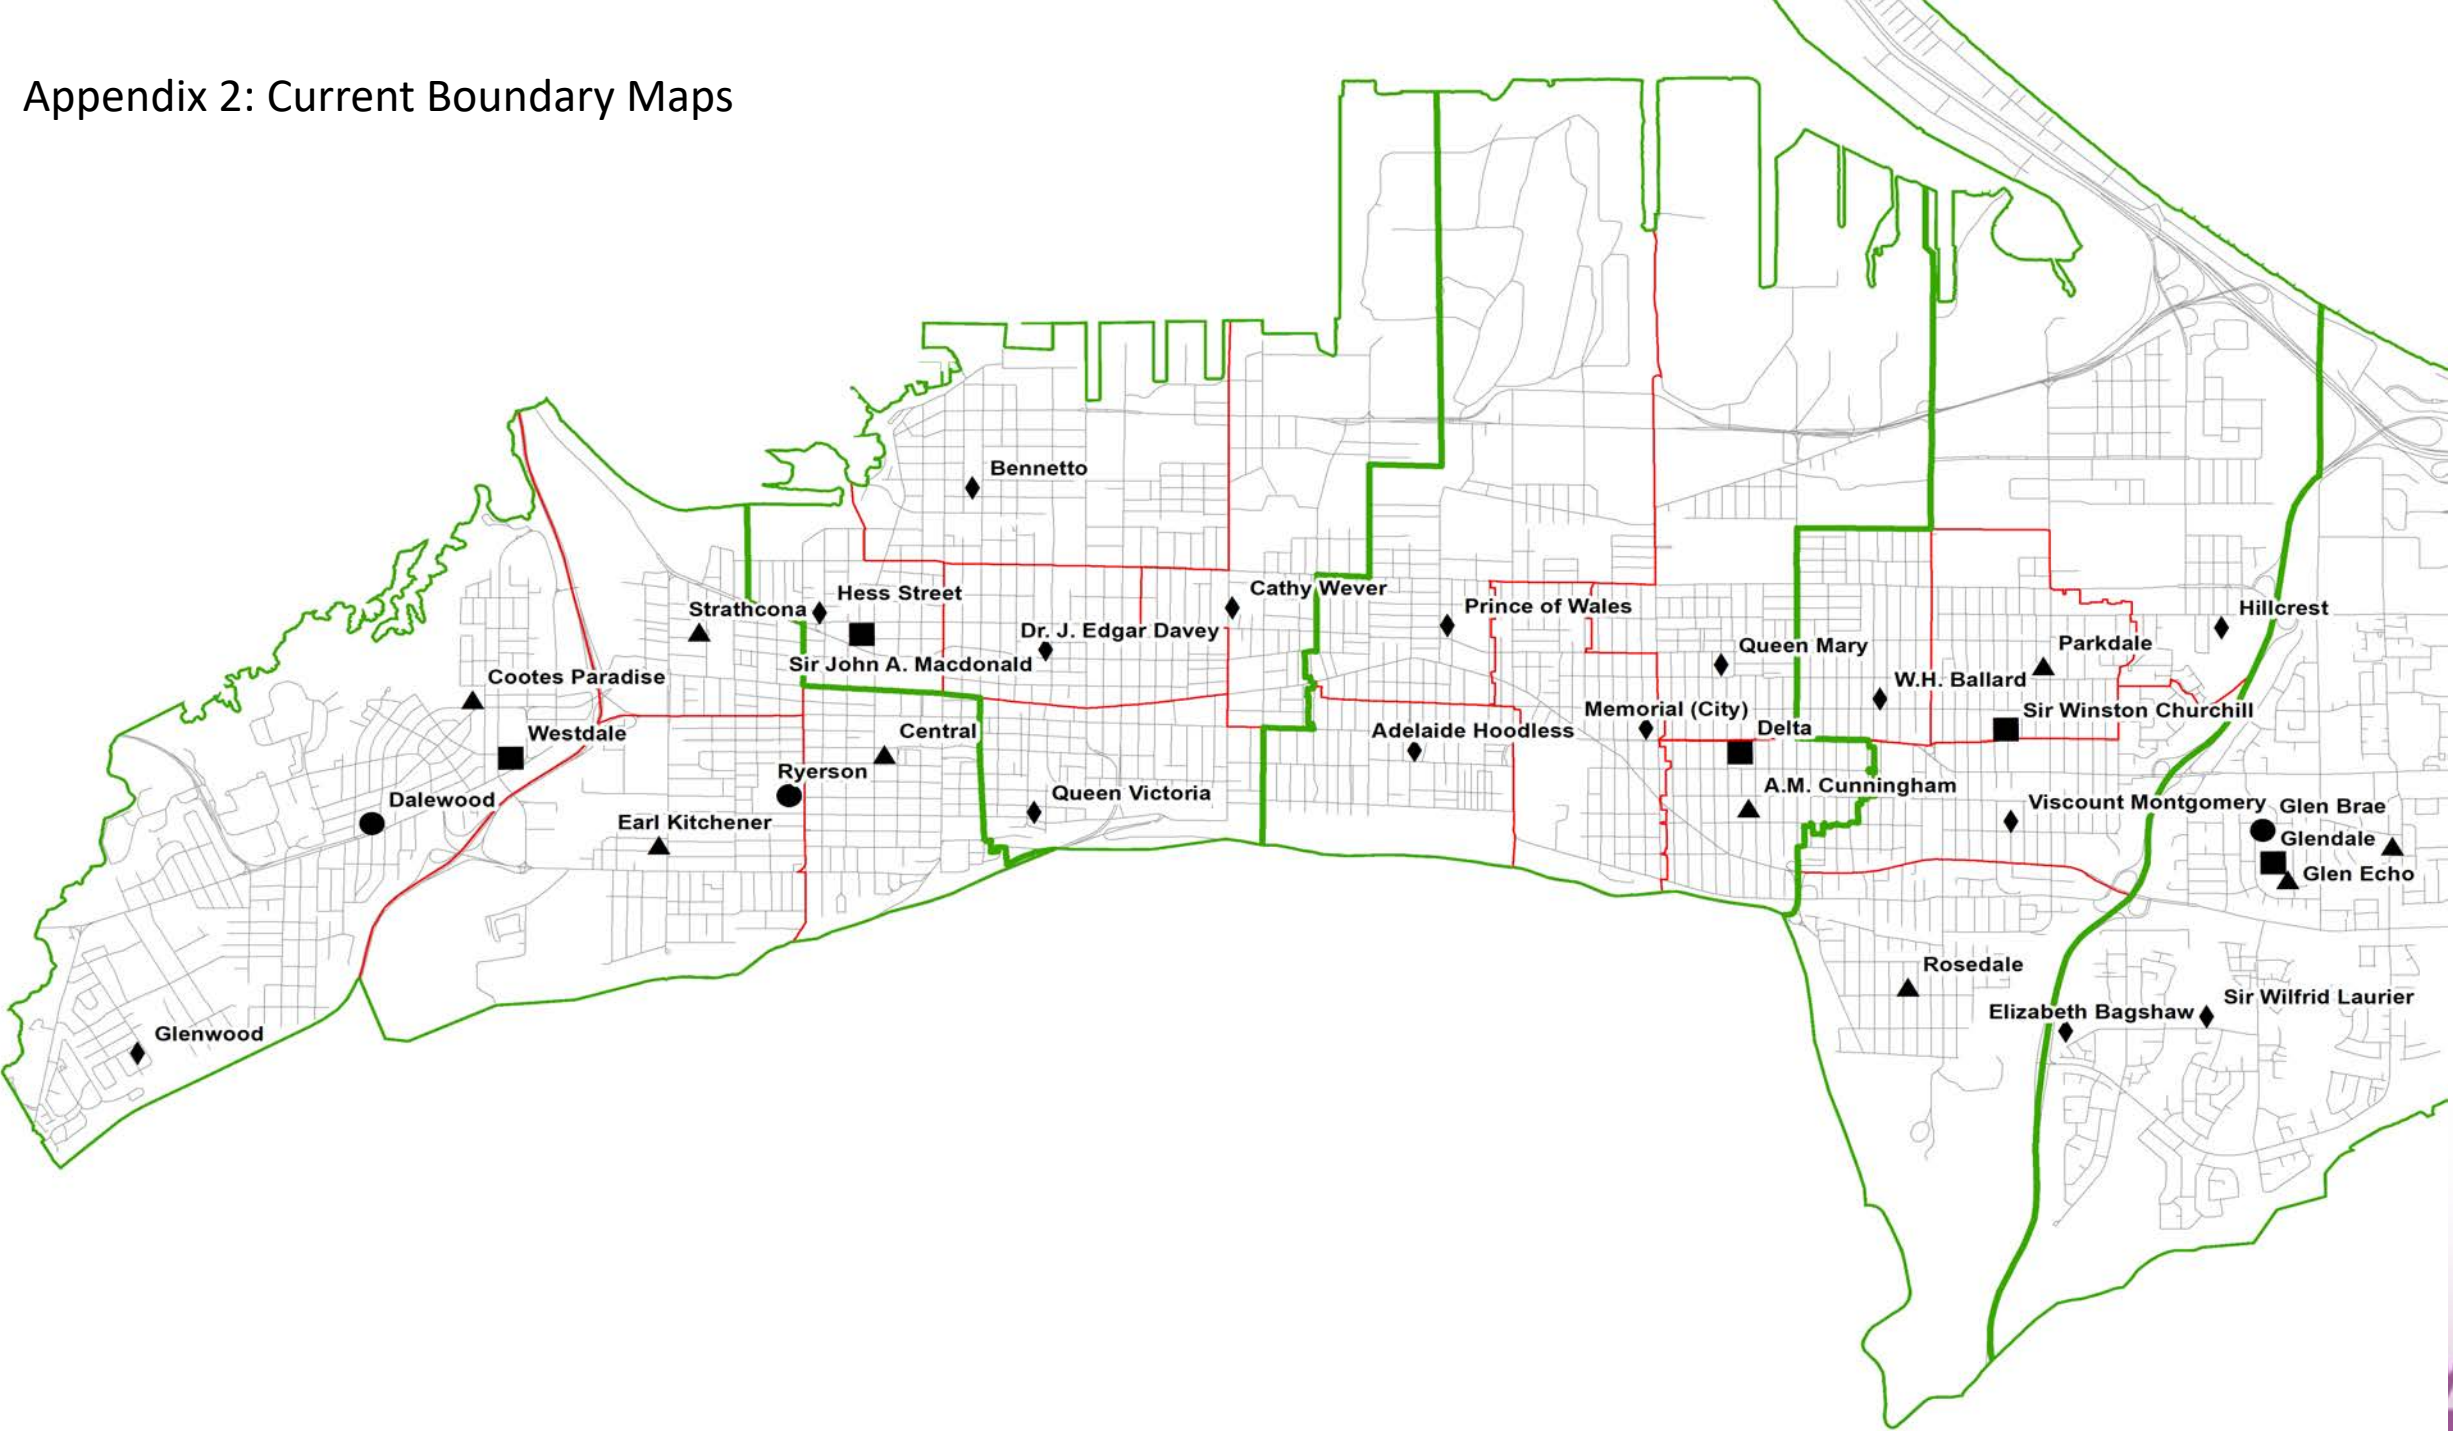 Appendix 2: Current Boundary Maps
Bennetto
Hess Street
Cathy Wever
Strathcona
Prince of Wales
Hillcrest
Dr. J. Edgar Davey
Queen Mary
Parkdale
Sir John A. Macdonald
Cootes Paradise
W.H. Ballard
Memorial (City)
Sir Winston Churchill
Westdale
Central
Adelaide Hoodless
Delta
Ryerson
A.M. Cunningham
Dalewood
Queen Victoria
Viscount Montgomery
Glen Brae
Earl Kitchener
Glendale
Glen Echo
Rosedale
Sir Wilfrid Laurier
Elizabeth Bagshaw
Glenwood